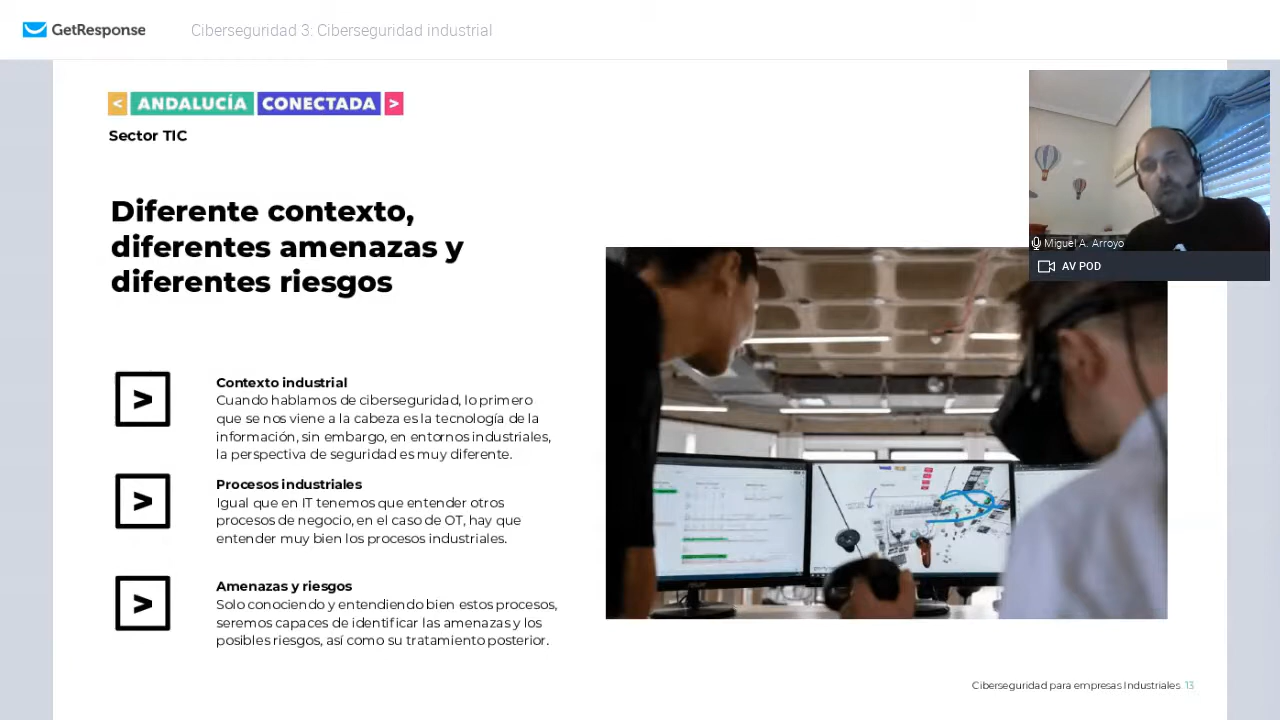 GetResponse
Ciberseguridad 3: Ciberseguridad industrial
< ANDALUCÍA CONECTADA >
Sector TIC
Miguel A. Arroyo
AV POD
Diferente contexto,
diferentes amenazas y
diferentes riesgos
>
Contexto industrial
Cuando hablamos de ciberseguridad, lo primero
que se nos viene a la cabeza es la tecnología de la
información, sin embargo, en entornos industriales,
la perspectiva de seguridad es muy diferente.
>
Procesos industriales
Igual que en IT tenemos que entender otros
procesos de negocio, en el caso de OT, hay que
entender muy bien los procesos industriales.
>
Amenazas y riesgos
Solo conociendo y entendiendo bien estos procesos,
seremos capaces de identificar las amenazas y los
posibles riesgos, así como su tratamiento posterior.
Ciberseguridad para empresas Industriales 13